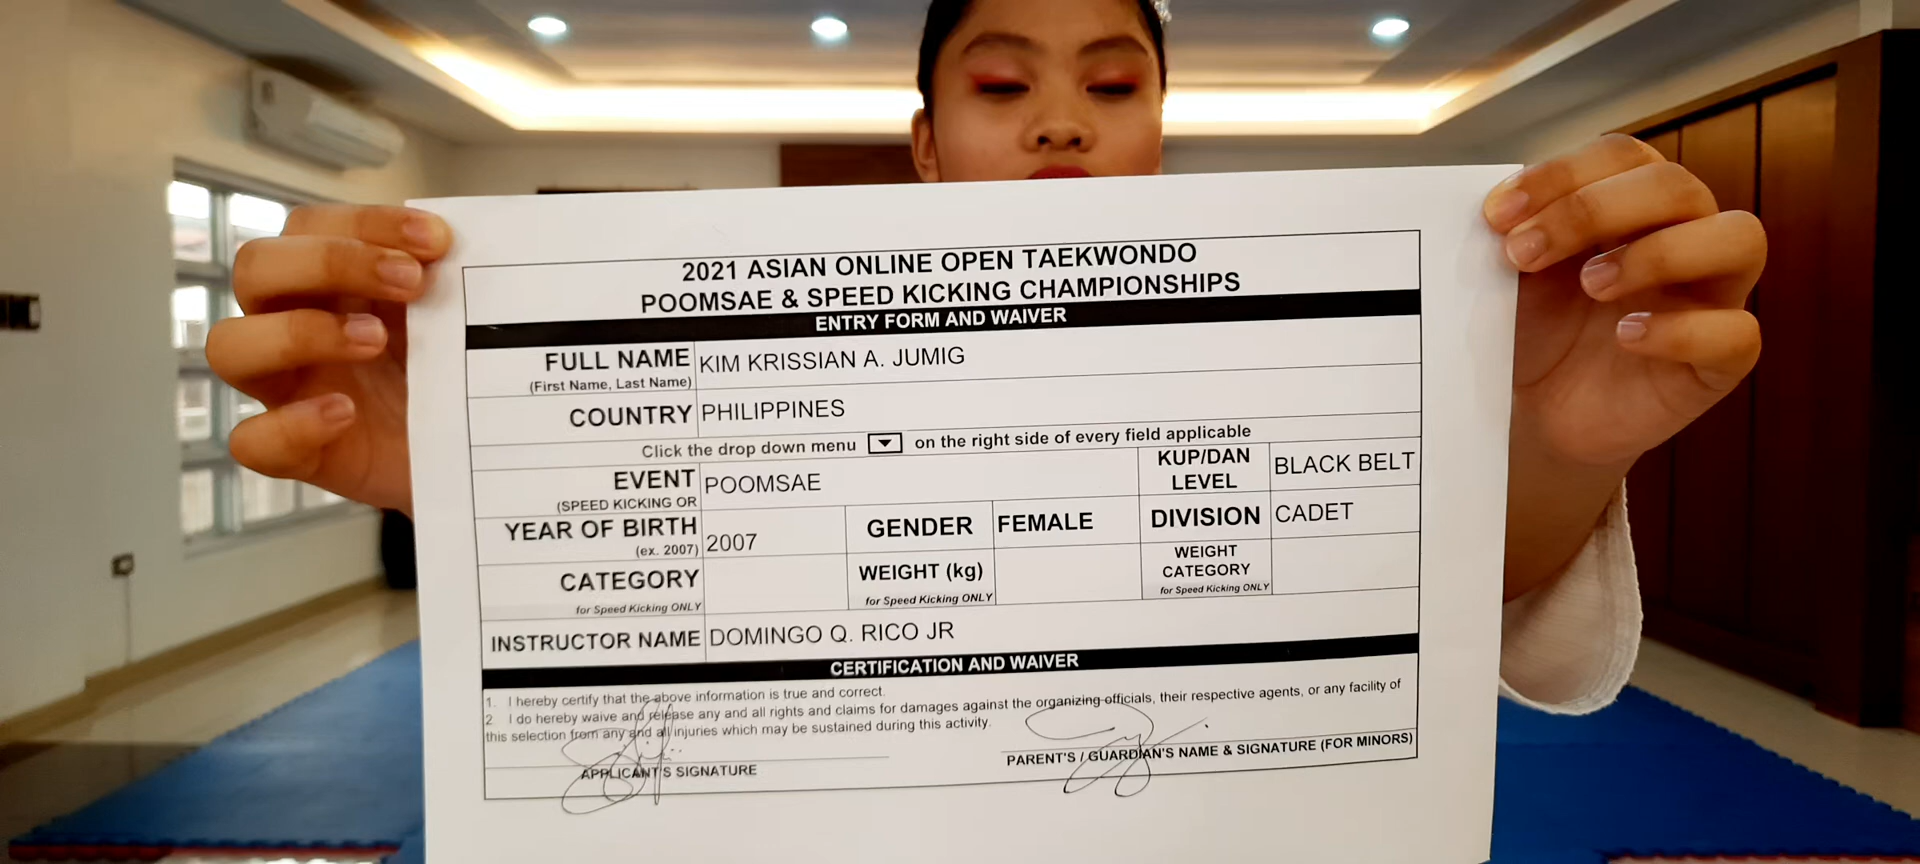 2021 ASIAN ONLINE OPEN TAEKWONDO
POOMSAE & SPEED KICKING CHAMPIONSHIPS
ENTRY FORM AND WAIVER
FULL NAME KIM KRISSIAN A. JUMIG
(First Name, Last Name)
COUNTRY PHILIPPINES
Click the drop down menu on the right side of every field applicable
EVENT POOMSAE KUP/DAN LEVEL BLACK BELT
(SPEED KICKING OR
YEAR OF BIRTH 2007 GENDER FEMALE DIVISION CADET
(ex. 2007)
CATEGORY WEIGHT (kg) WEIGHT CATEGORY
for Speed Kicking ONLY for Speed Kicking ONLY for Speed Kicking ONLY
INSTRUCTOR NAME DOMINGO Q. RICO JR
CERTIFICATION AND WAIVER
1. I hereby certify that the above information is true and correct.
2 I do hereby waive and release any and all rights and claims for damages against the organizing officials, their respective agents, or any facility of
this selection from any and all injuries which may be sustained during this activity.
APPLICANT'S SIGNATURE PARENT'S / GUARDIAN'S NAME & SIGNATURE (FOR MINORS)